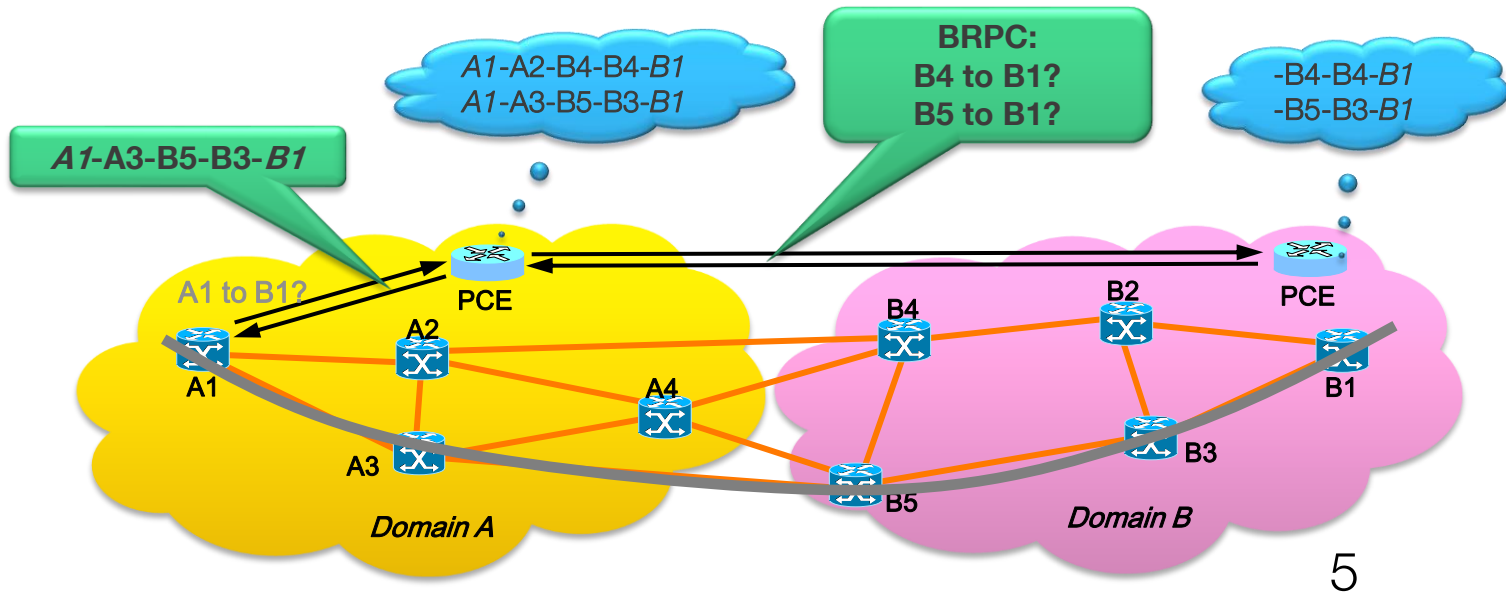 A1-A2-B4-B4-B1
A1-A3-B5-B3-B1
BRPC:
B4 to B1?
B5 to B1?
-B4-B4-B1
-B5-B3-B1
A1-A3-B5-B3-B1
A1 to B1?
PCE
PCE
A1
A2
A3
A4
B4
B5
B2
B3
B1
Domain A
Domain B
5